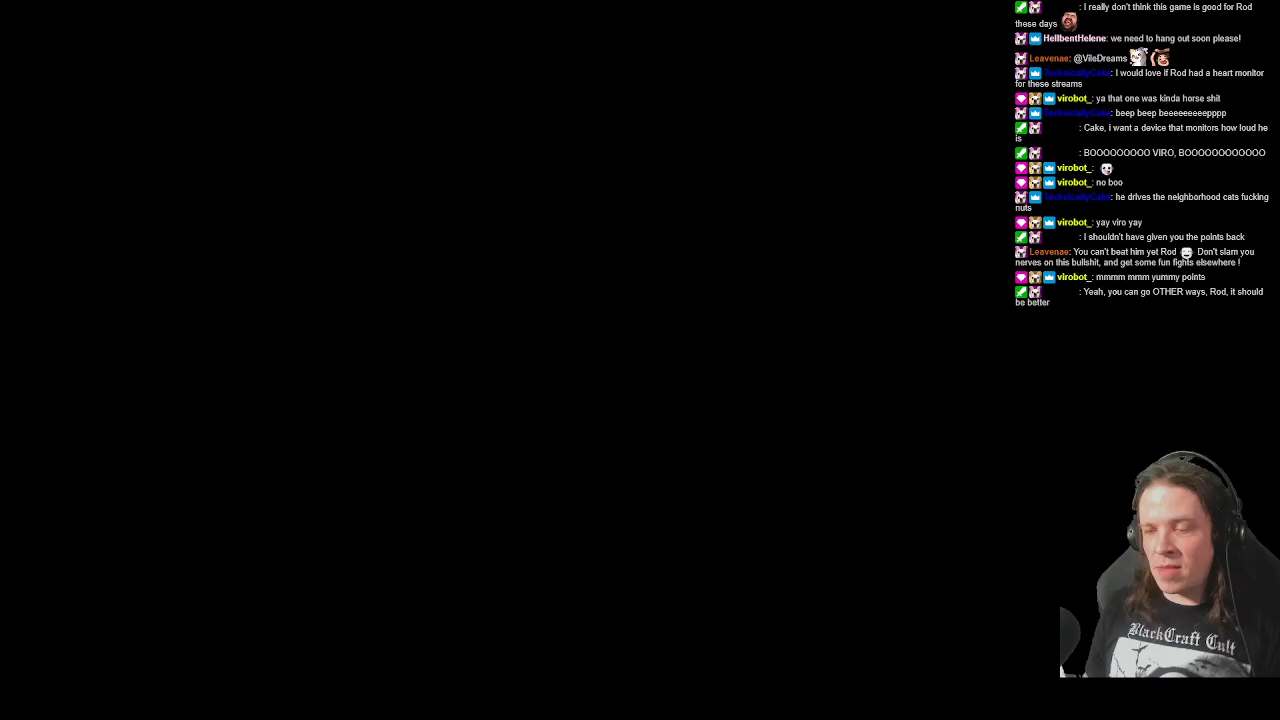 : I really don't think this game is good for Rod
these days
HellbentHelene: we need to hang out soon please!
Leavenae: @VileDreams
TechnicallyCake: I would love if Rod had a heart monitor
for these streams
virobot_: ya that one was kinda horse shit
TechnicallyCake: beep beep beeeeeeeepppp
: Cake, i want a device that monitors how loud he
is
: BOOOOOOOOO VIRO, BOOOOOOOOOOOO
virobot_:
virobot_: no boo
TechnicallyCake: he drives the neighborhood cats fucking
nuts
virobot_: yay viro yay
: I shouldn't have given you the points back
Leavenae: You can't beat him yet Rod Don't slam you
nerves on this bullshit, and get some fun fights elsewhere !
virobot_: mmmm mmm yummy points
: Yeah, you can go OTHER ways, Rod, it should
be better
BlackCraft Cult